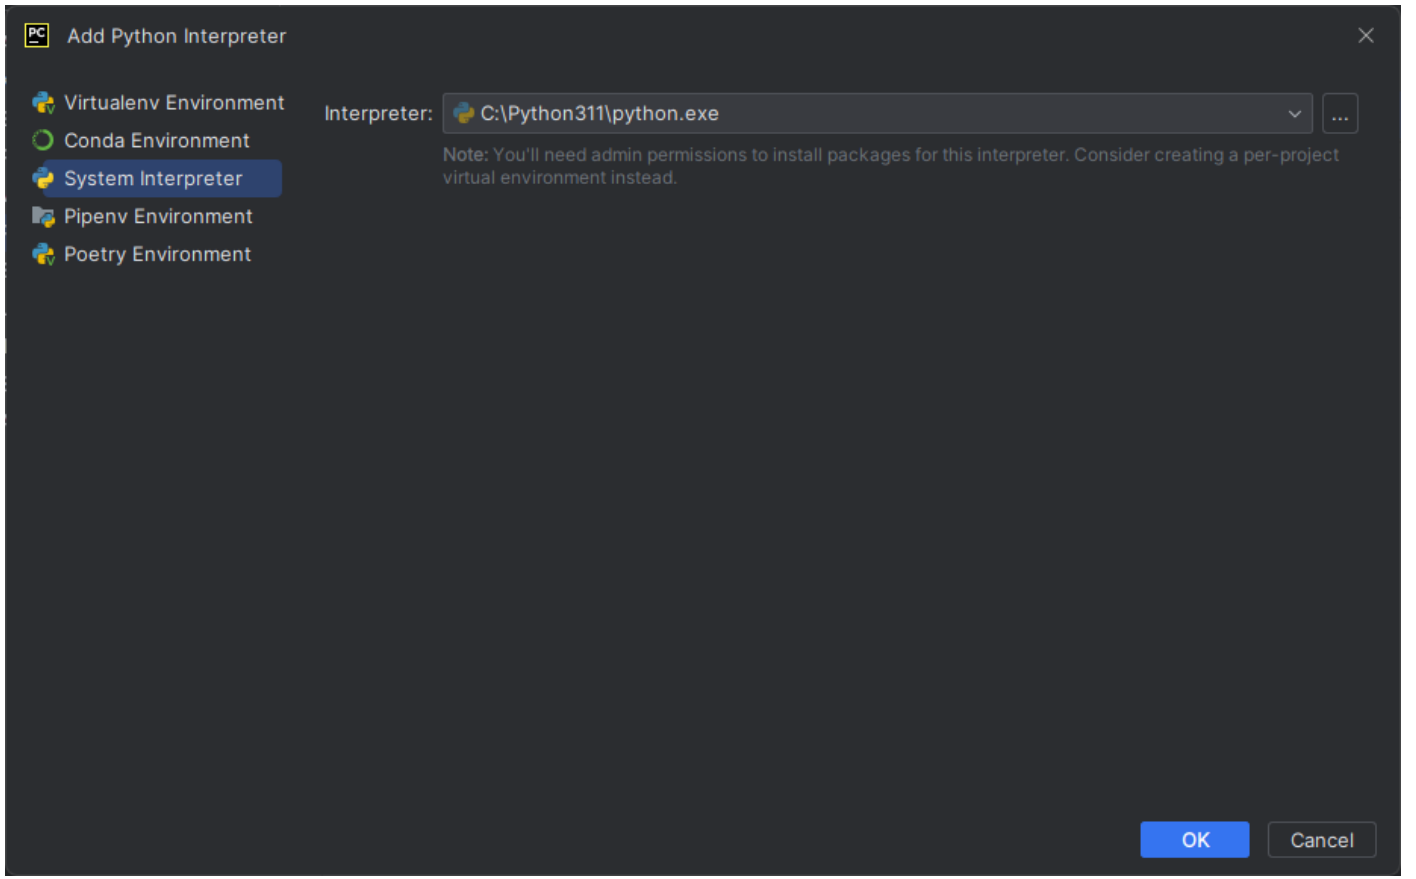 PC Add Python Interpreter
Virtualenv Environment
Conda Environment
System Interpreter
Pipenv Environment
Poetry Environment
Interpreter: C:\Python311\python.exe ...
Note: You'll need admin permissions to install packages for this interpreter. Consider creating a per-project
virtual environment instead.
OK Cancel